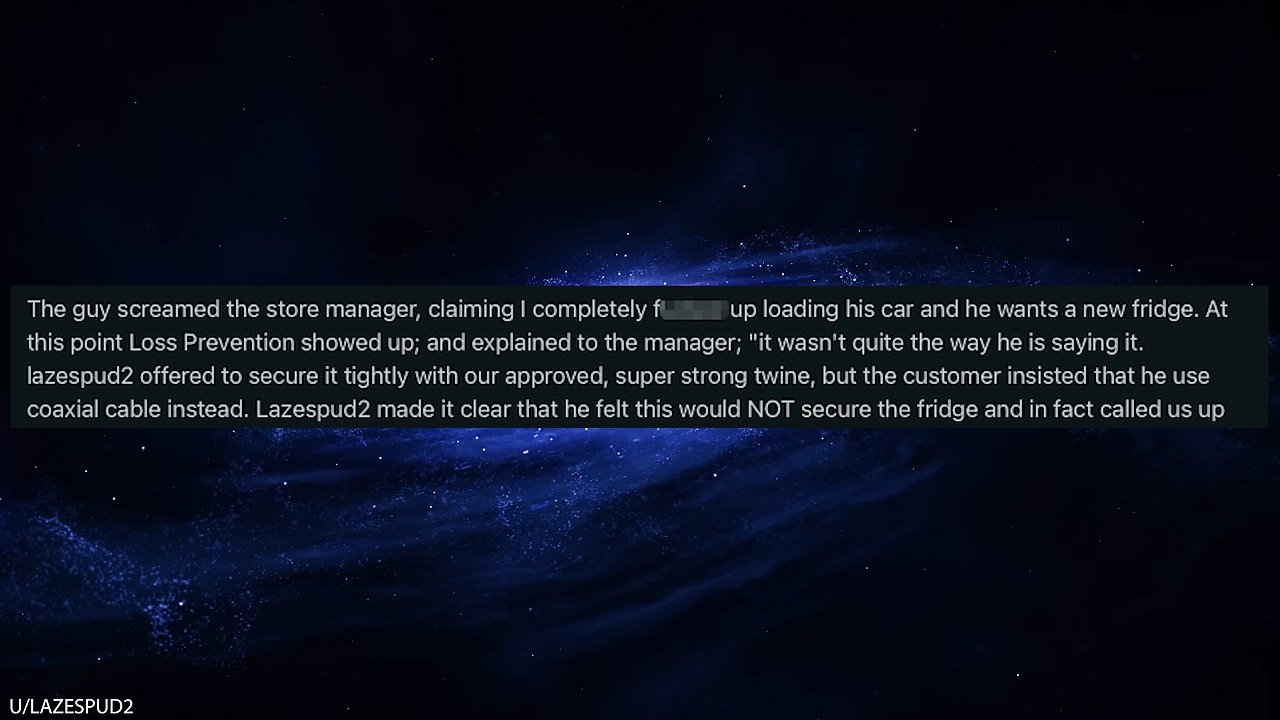 The guy screamed the store manager, claiming I completely f up loading his car and he wants a new fridge. At
this point Loss Prevention showed up; and explained to the manager; "it wasn't quite the way he is saying it.
lazespud2 offered to secure it tightly with our approved, super strong twine, but the customer insisted that he use
coaxial cable instead. Lazespud2 made it clear that he felt this would NOT secure the fridge and in fact called us up
U/LAZESPUD2